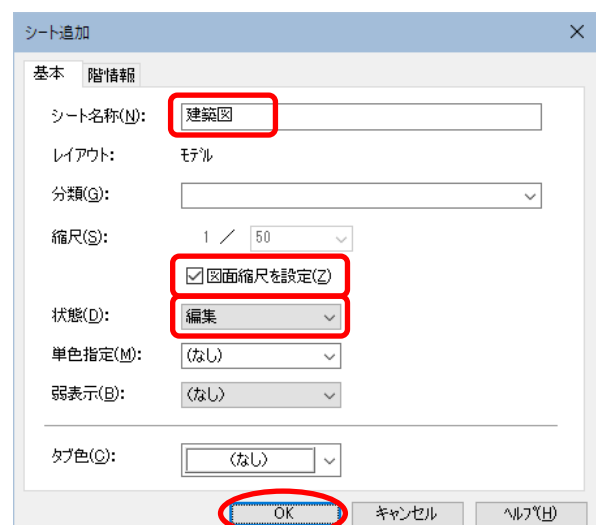 シート追加
基本 階情報
シート名称(N): 建築図
レイアウト: モデル
分類(G):
縮尺(S): 1 / 50
図面縮尺を設定(Z)
状態(D): 編集
単色指定(M): (なし)
弱表示(B): (なし)
タブ色(C): (なし)
OK キャンセル ヘルプ(H)